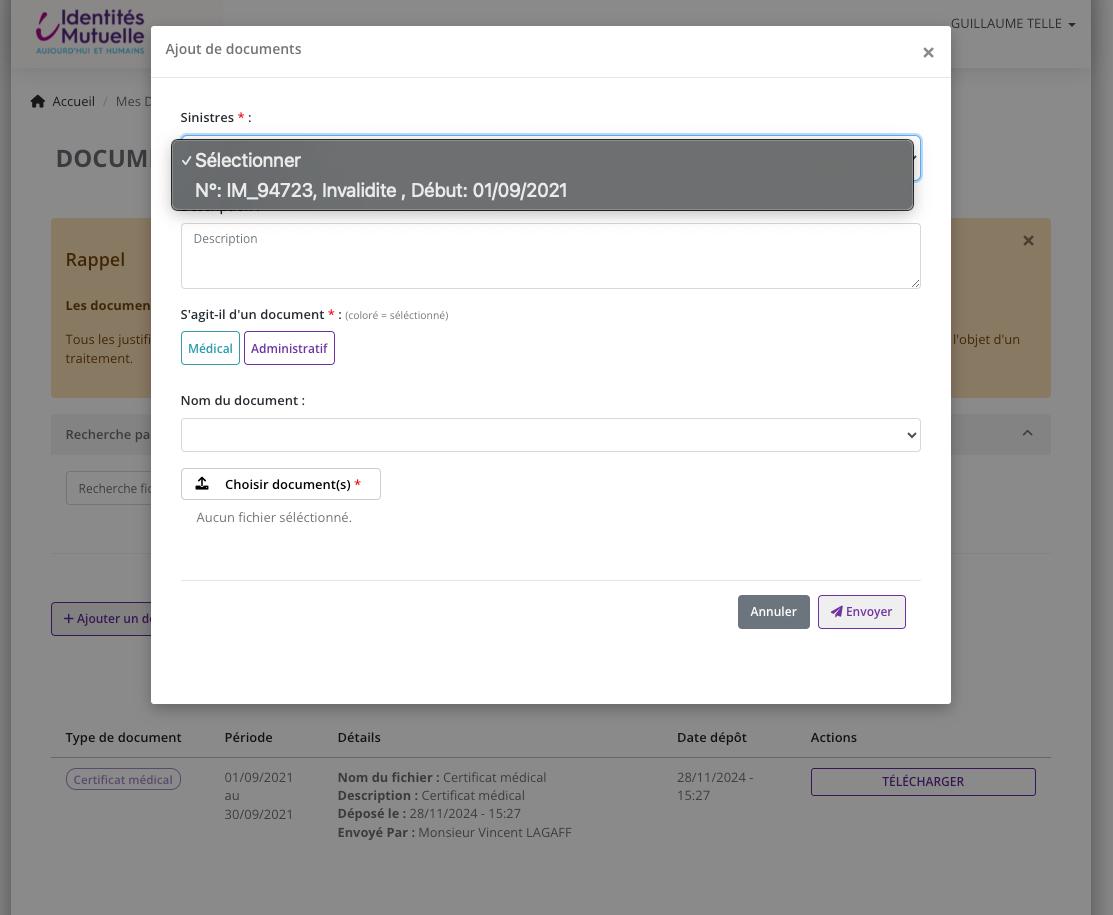 Identités
Mutuelle
AUJOURD'HUI ET HUMAINS
GUILLAUME TELLE
Ajout de documents
×
Accueil / Mes D
Sinistres * :
DOCUM
✓ Sélectionner
N°: IM_94723, Invalidite , Début: 01/09/2021
Description
Rappel
×
Les documen
S'agit-il d'un document * : (coloré = séléctionné)
Tous les justifi
l'objet d'un
traitement.
Médical
Administratif
Nom du document :
Recherche pa
Recherche fic
Choisir document(s) *
Aucun fichier séléctionné.
+ Ajouter un d
Annuler
Envoyer
Type de document
Période
Détails
Date dépôt
Actions
Certificat médical
01/09/2021
au
30/09/2021
Nom du fichier : Certificat médical
Description : Certificat médical
Déposé le : 28/11/2024 - 15:27
Envoyé Par : Monsieur Vincent LAGAFF
28/11/2024 -
15:27
TÉLÉCHARGER